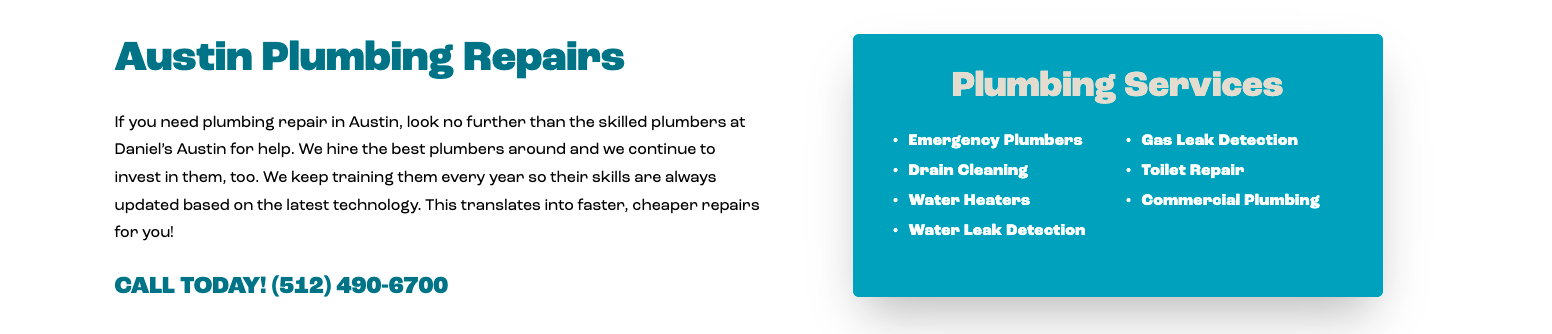 Austin Plumbing Repairs
If you need plumbing repair in Austin, look no further than the skilled plumbers at
Daniel's Austin for help. We hire the best plumbers around and we continue to
invest in them, too. We keep training them every year so their skills are always
updated based on the latest technology. This translates into faster, cheaper repairs
for you!
CALL TODAY! (512) 490-6700
Plumbing Services
• Emergency Plumbers
• Drain Cleaning
• Water Heaters
• Water Leak Detection
• Gas Leak Detection
• Toilet Repair
• Commercial Plumbing